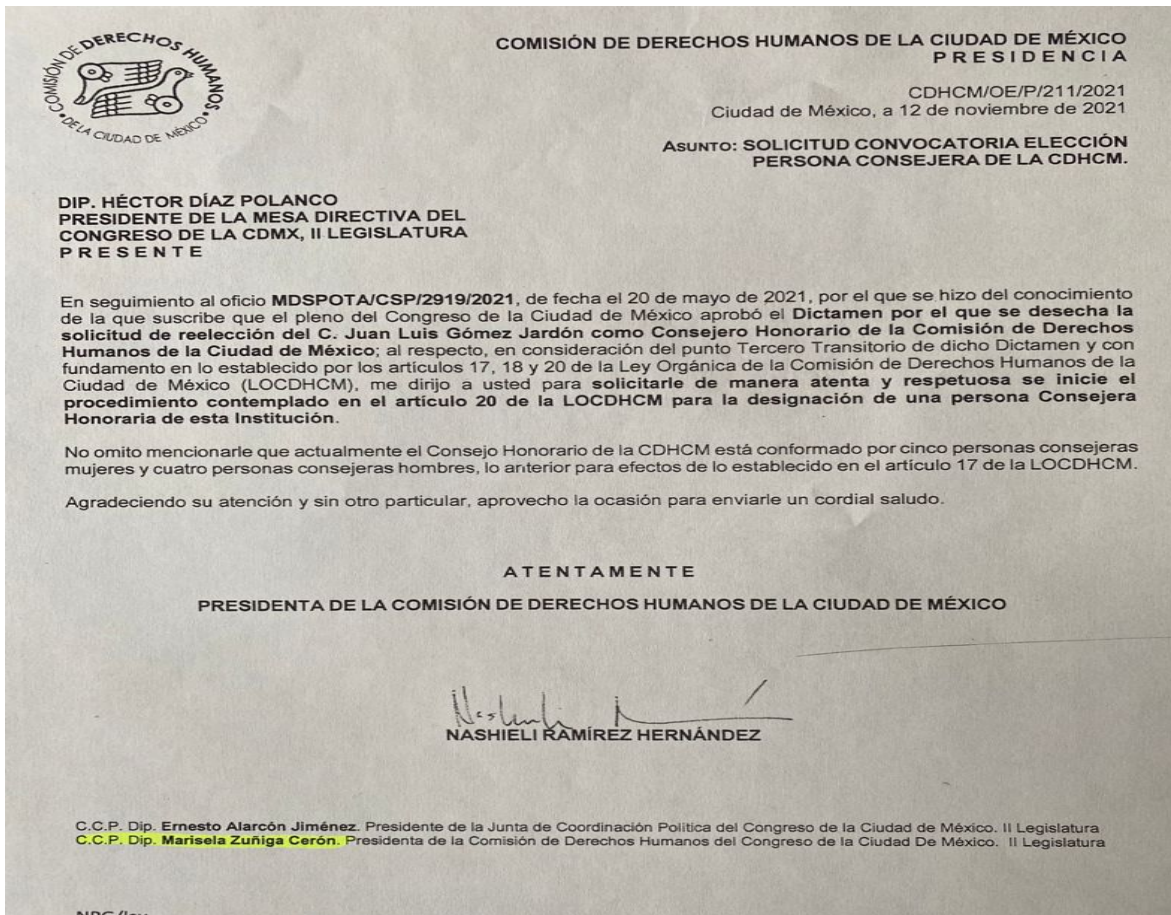 COMISIÓN DE DERECHOS HUMANOS
DE LA CIUDAD DE MÉXICO
COMISIÓN DE DERECHOS HUMANOS DE LA CIUDAD DE MÉXICO
PRESIDENCIA
CDHCM/OE/P/211/2021
Ciudad de México, a 12 de noviembre de 2021
ASUNTO: SOLICITUD CONVOCATORIA ELECCIÓN
PERSONA CONSEJERA DE LA CDHCM.
DIP. HÉCTOR DÍAZ POLANCO
PRESIDENTE DE LA MESA DIRECTIVA DEL
CONGRESO DE LA CDMX, II LEGISLATURA
PRESENTE
En seguimiento al oficio MDSPOTA/CSP/2919/2021, de fecha el 20 de mayo de 2021, por el que se hizo del conocimiento
de la que suscribe que el pleno del Congreso de la Ciudad de México aprobó el Dictamen por el que se desecha la
solicitud de reelección del C. Juan Luis Gómez Jardón como Consejero Honorario de la Comisión de Derechos
Humanos de la Ciudad de México; al respecto, en consideración del punto Tercero Transitorio de dicho Dictamen y con
fundamento en lo establecido por los artículos 17, 18 y 20 de la Ley Orgánica de la Comisión de Derechos Humanos de la
Ciudad de México (LOCDHCM), me dirijo a usted para solicitarle de manera atenta y respetuosa se inicie el
procedimiento contemplado en el artículo 20 de la LOCDHCM para la designación de una persona Consejera
Honoraria de esta Institución.
No omito mencionarle que actualmente el Consejo Honorario de la CDHCM está conformado por cinco personas consejeras
mujeres y cuatro personas consejeras hombres, lo anterior para efectos de lo establecido en el artículo 17 de la LOCDHCM.
Agradeciendo su atención y sin otro particular, aprovecho la ocasión para enviarle un cordial saludo.
ATENTAMENTE
PRESIDENTA DE LA COMISIÓN DE DERECHOS HUMANOS DE LA CIUDAD DE MÉXICO
NASHIELI RAMÍREZ HERNÁNDEZ
C.C.P. Dip. Ernesto Alarcón Jiménez. Presidente de la Junta de Coordinación Política del Congreso de la Ciudad de México. II Legislatura
C.C.P. Dip. Marisela Zuñiga Cerón. Presidenta de la Comisión de Derechos Humanos del Congreso de la Ciudad De México. II Legislatura